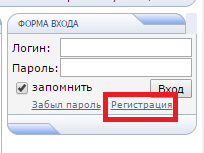 ФОРМА ВХОДА
Логин:
Пароль:
запомнить Вход
Забыл пароль Регистрация